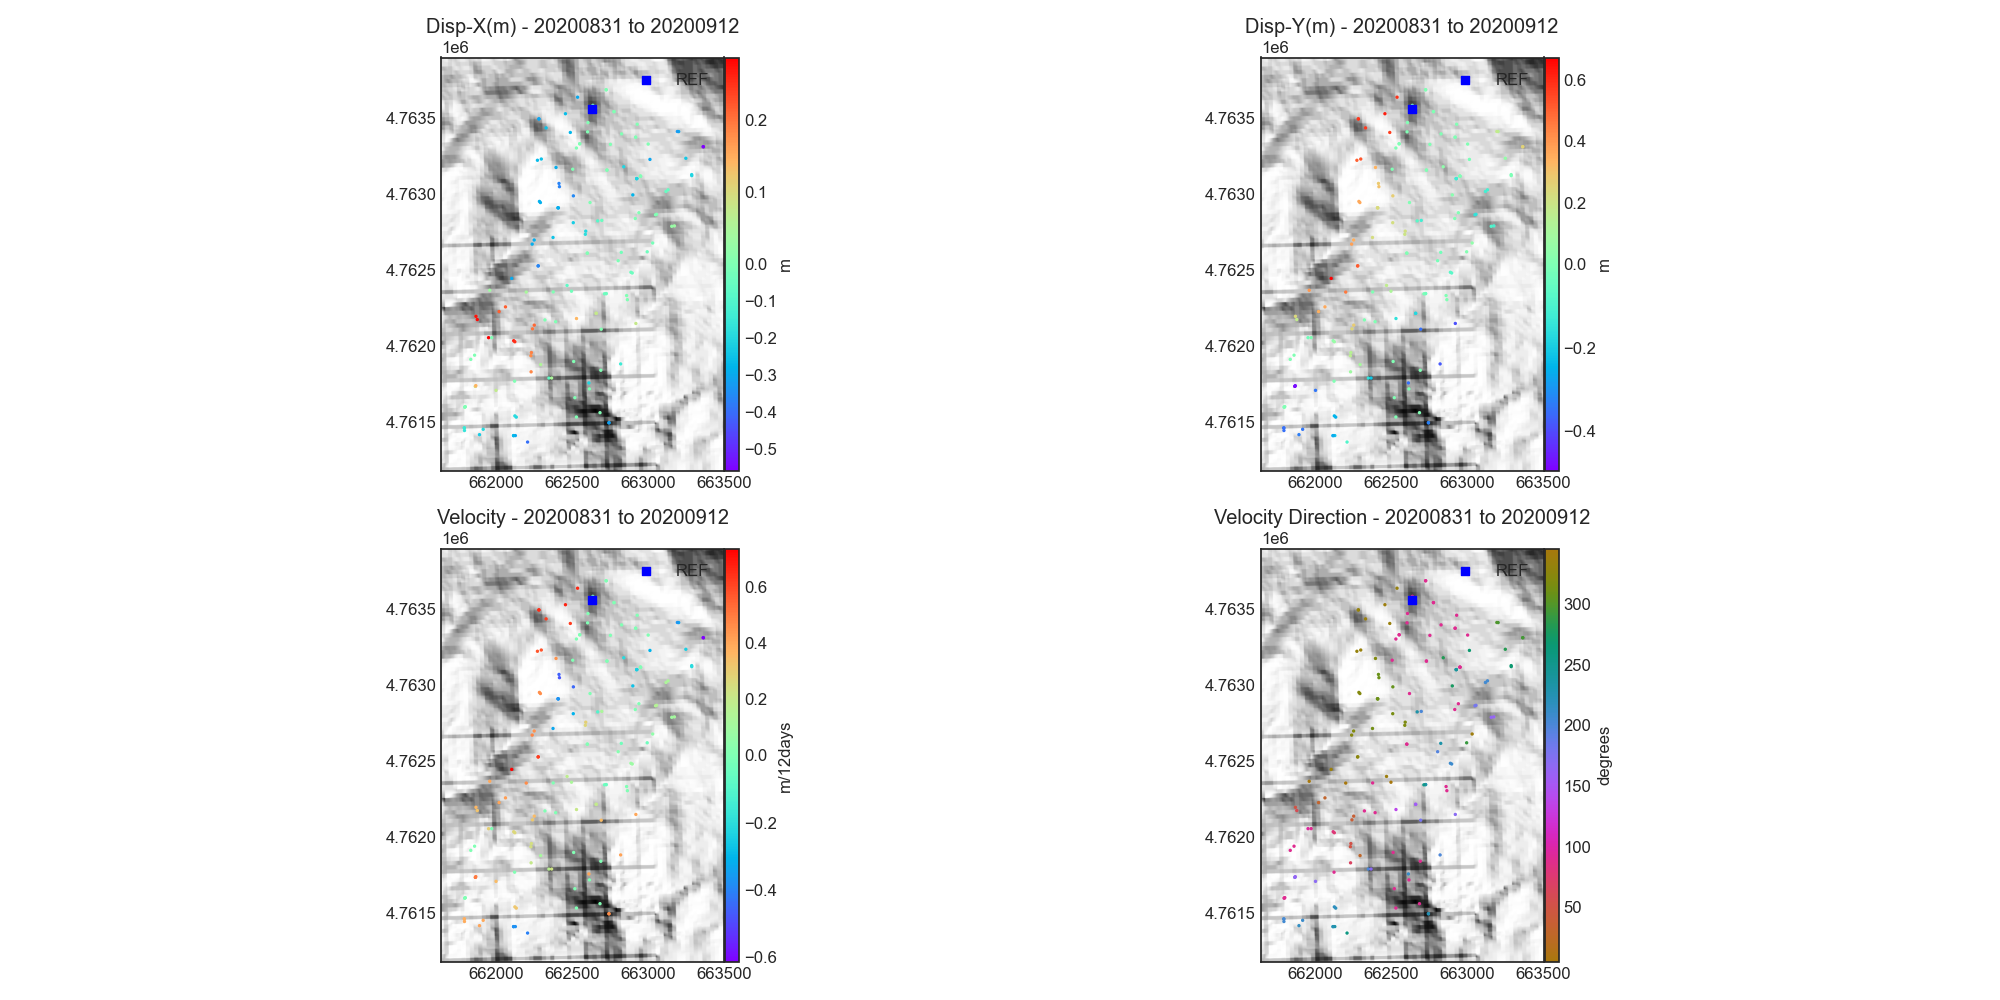 Disp-X(m) - 20200831 to 20200912
1e6
REF
4.7635
4.7630
4.7625
4.7620
4.7615
662000 662500 663000 663500
0.2
0.1
0.0
−0.1
−0.2
−0.3
−0.4
−0.5
m
Disp-Y(m) - 20200831 to 20200912
1e6
REF
4.7635
4.7630
4.7625
4.7620
4.7615
662000 662500 663000 663500
0.6
0.4
0.2
0.0
−0.2
−0.4
m
Velocity - 20200831 to 20200912
1e6
REF
4.7635
4.7630
4.7625
4.7620
4.7615
662000 662500 663000 663500
0.6
0.4
0.2
0.0
−0.2
−0.4
−0.6
m/12days
Velocity Direction - 20200831 to 20200912
1e6
REF
4.7635
4.7630
4.7625
4.7620
4.7615
662000 662500 663000 663500
300
250
200
150
100
50
degrees